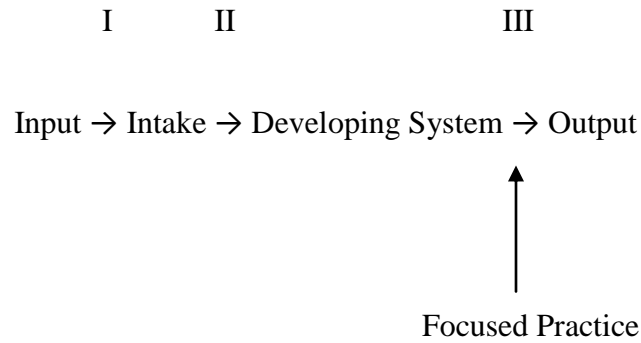 I II III
Input → Intake → Developing System → Output
Focused Practice